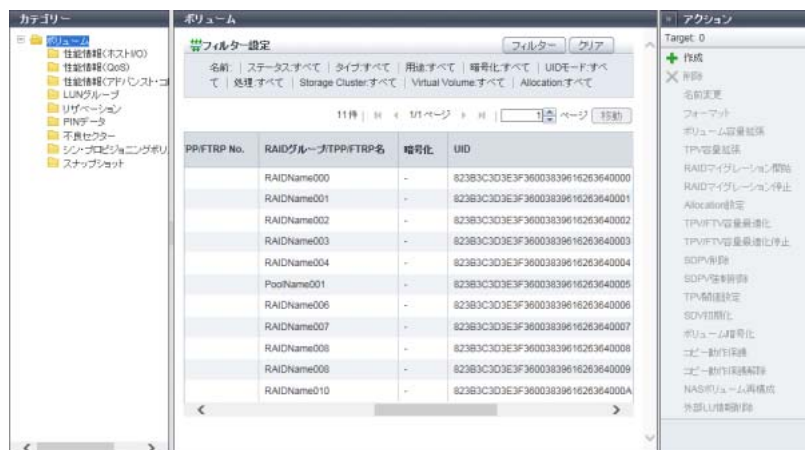 カテゴリー
ボリューム
性能情報(ホストI/O)
性能情報(QoS)
性能情報(アドバンスト・コ
LUNグループ
リザベーション
PINデータ
不良セクター
シン・プロビジョニングボリ
スナップショット
ボリューム
フィルター設定
フィルター
クリア
名前: | ステータス:すべて | タイプ:すべて | 用途:すべて | 暗号化:すべて | UIDモード:すべ
て | 処理:すべて | Storage Cluster:すべて | Virtual Volume:すべて | Allocation:すべて
11件 | 1/1 ページ | 1 ページ 移動
PP/FTRP No. RAIDグループ/TPP/FTRP名 暗号化 UID
RAIDName000 - 823B3C3D3E3F36003839616263640000
RAIDName001 - 823B3C3D3E3F36003839616263640001
RAIDName002 - 823B3C3D3E3F36003839616263640002
RAIDName003 - 823B3C3D3E3F36003839616263640003
RAIDName004 - 823B3C3D3E3F36003839616263640004
PoolName001 - 823B3C3D3E3F36003839616263640005
RAIDName006 - 823B3C3D3E3F36003839616263640006
RAIDName007 - 823B3C3D3E3F36003839616263640007
RAIDName008 - 823B3C3D3E3F36003839616263640008
RAIDName008 - 823B3C3D3E3F36003839616263640009
RAIDName010 - 823B3C3D3E3F3600383961626364000A
アクション
Target: 0
作成
削除
名前変更
フォーマット
ボリューム容量拡張
TPV容量拡張
RAIDマイグレーション開始
RAIDマイグレーション停止
Allocation設定
TPV/FTV容量最適化
TPV/FTV容量最適化停止
SDPV削除
SDPV強制削除
TPV閾値設定
SDV初期化
ボリューム暗号化
コピー動作保護
コピー動作保護解除
NASボリューム再構成
外部LU情報削除